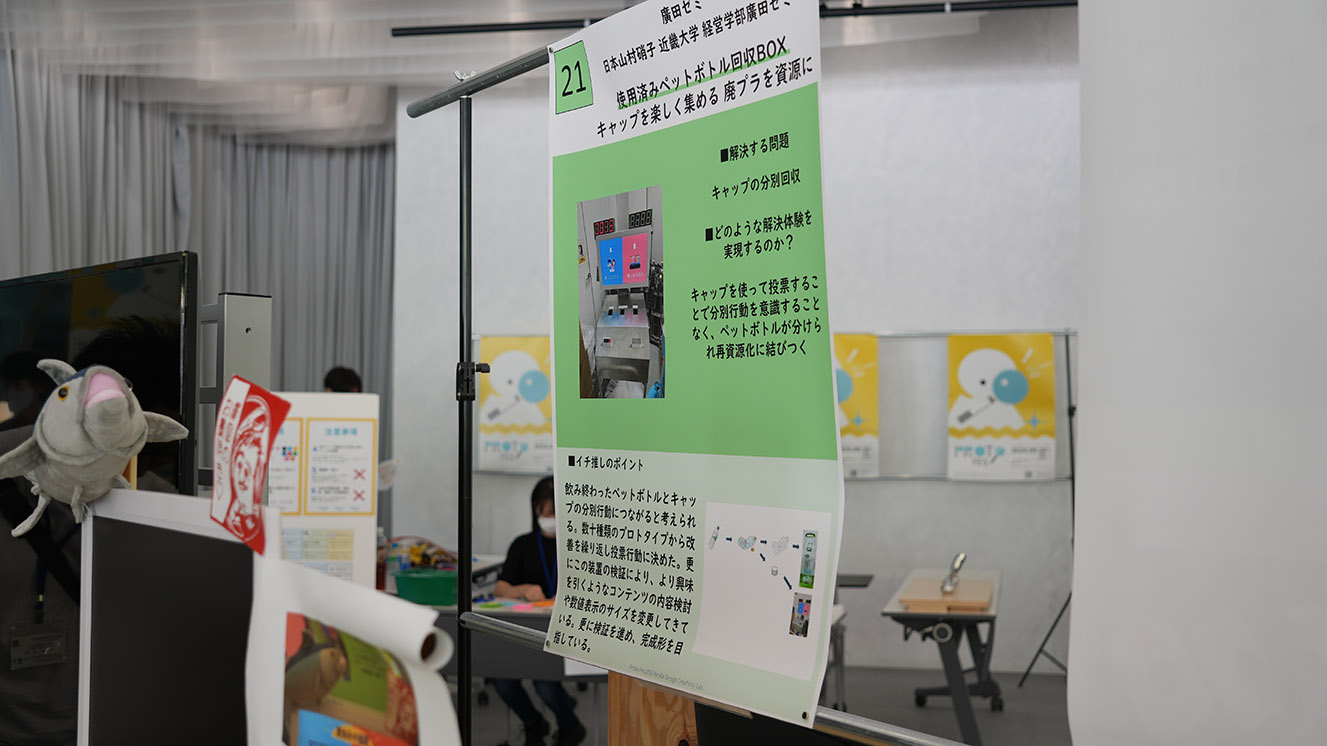 廣田ゼミ
日本山村硝子 近畿大学 経営学部廣田ゼミ
21
使用済みペットボトル回収BOX
キャップを楽しく集める 廃プラを資源に
■解決する問題
キャップの分別回収
■どのような解決体験を
実現するのか？
キャップを使って投票するこ
とで分別行動を意識すること
なく、ペットボトルが分けら
れ再資源化に結びつく
■イチ推しのポイント
飲み終わったペットボトルとキャッ
プの分別行動につながると考えられ
る。数十種類のプロトタイプから改
善を繰り返し投票行動に決めた。更
にこの装置の検証により、より興味
を引くようなコンテンツの内容検討
や数値表示のサイズを変更してきて
いる。更に検証を進め、完成形を目
指している。
注意事項